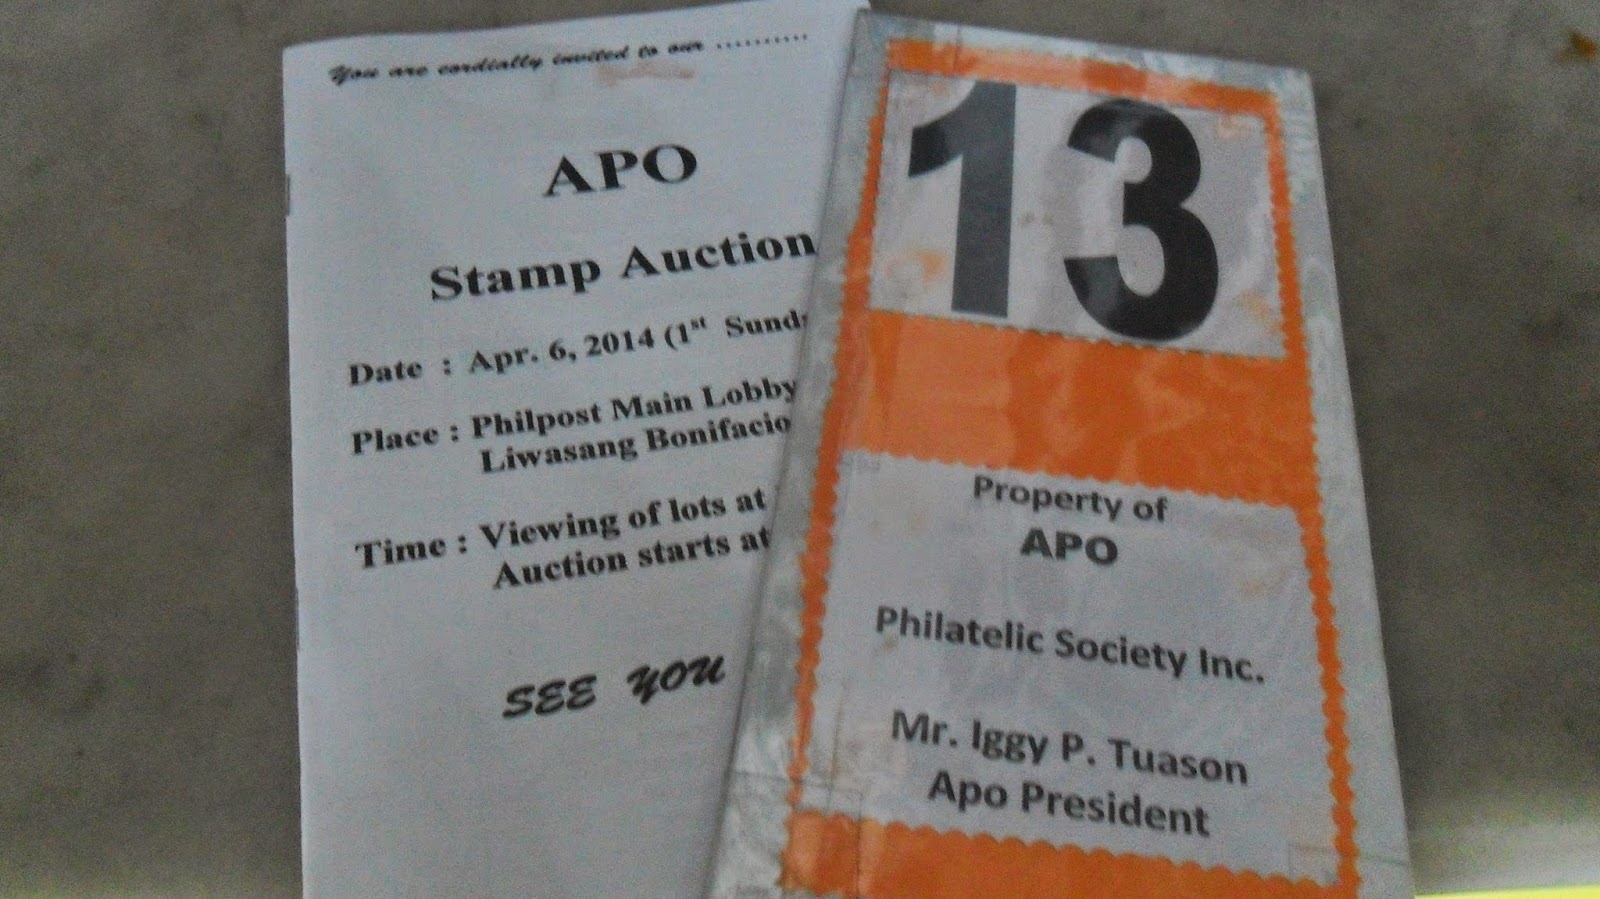 You are cordially invited to our ..........
APO
Stamp Auction
Date : Apr. 6, 2014 (1st
Place : Philpost Main Lobby
Liwasang Bonifacio
Time : Viewing of lots at
Auction starts at
SEE YOU
13
Property of
APO
Philatelic Society Inc.
Mr. Iggy P. Tuason
Apo President